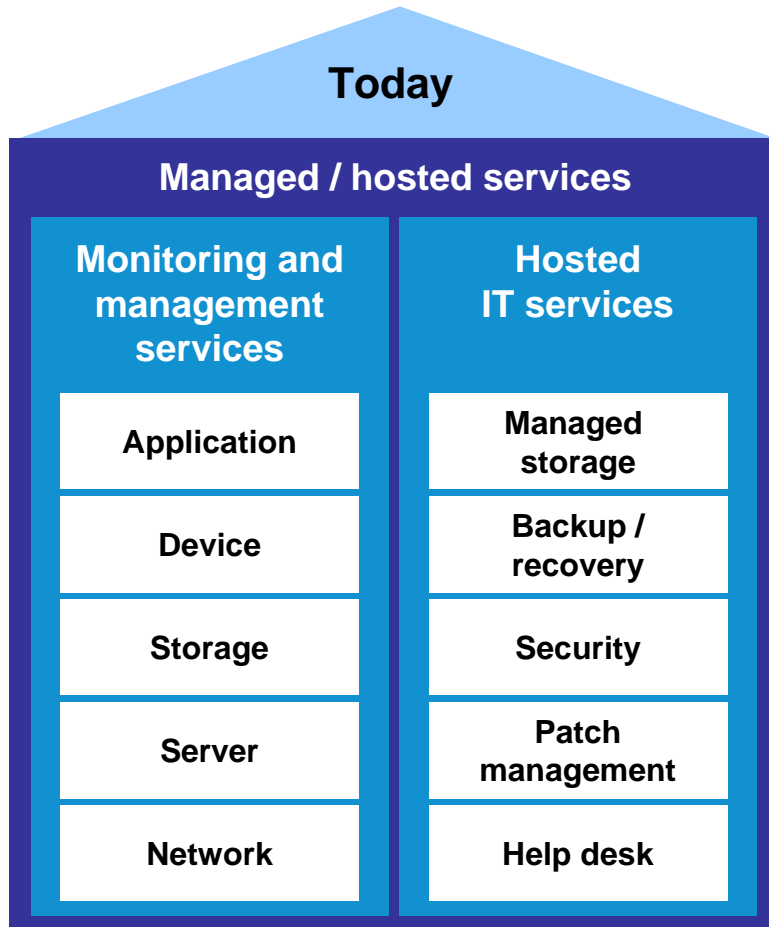 Today
Managed / hosted services
Monitoring and
management
services
Application
Device
Storage
Server
Network
Hosted
IT services
Managed
storage
Backup /
recovery
Security
Patch
management
Help desk